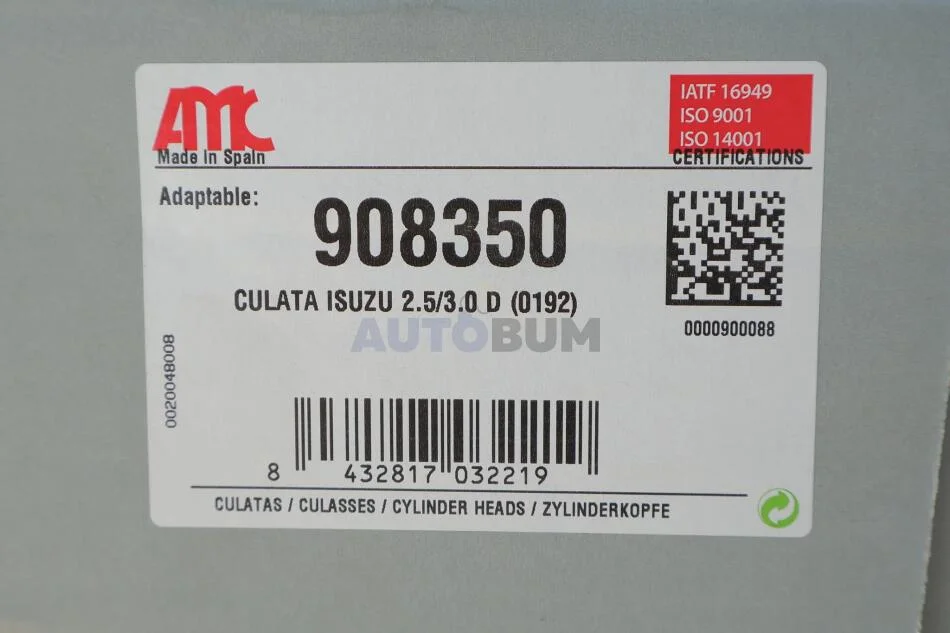 AMC
Made in Spain
IATF 16949
ISO 9001
ISO 14001
CERTIFICATIONS
Adaptable:
908350
CULATA ISUZU 2.5/3.0 D (0192)
AUTOBUM
0000900088
0020048008
8 432817 032219
CULATAS / CULASSES / CYLINDER HEADS / ZYLINDERKOPFE